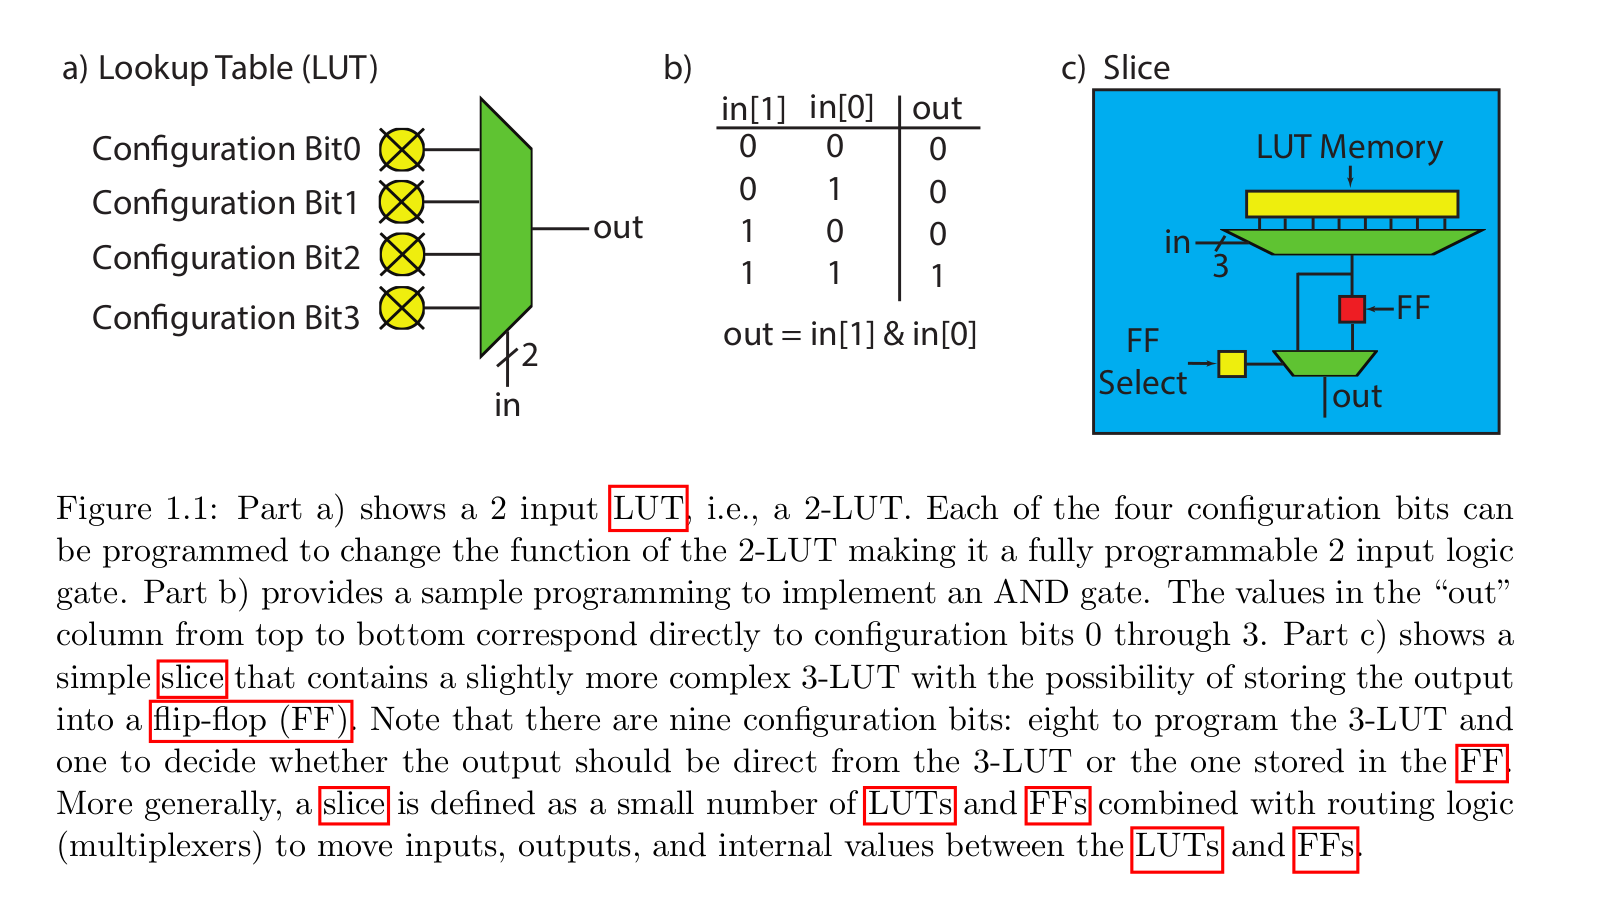 a) Lookup Table (LUT)
Configuration Bit0
Configuration Bit1
Configuration Bit2
Configuration Bit3
out
2
in
b)
in[1] in[0] out
0 0 0
0 1 0
1 0 0
1 1 1
out = in[1] & in[0]
c) Slice
LUT Memory
in
3
FF
FF
Select
out
Figure 1.1: Part a) shows a 2 input LUT, i.e., a 2-LUT. Each of the four configuration bits can
be programmed to change the function of the 2-LUT making it a fully programmable 2 input logic
gate. Part b) provides a sample programming to implement an AND gate. The values in the “out”
column from top to bottom correspond directly to configuration bits 0 through 3. Part c) shows a
simple slice that contains a slightly more complex 3-LUT with the possibility of storing the output
into a flip-flop (FF). Note that there are nine configuration bits: eight to program the 3-LUT and
one to decide whether the output should be direct from the 3-LUT or the one stored in the FF.
More generally, a slice is defined as a small number of LUTs and FFs combined with routing logic
(multiplexers) to move inputs, outputs, and internal values between the LUTs and FFs.